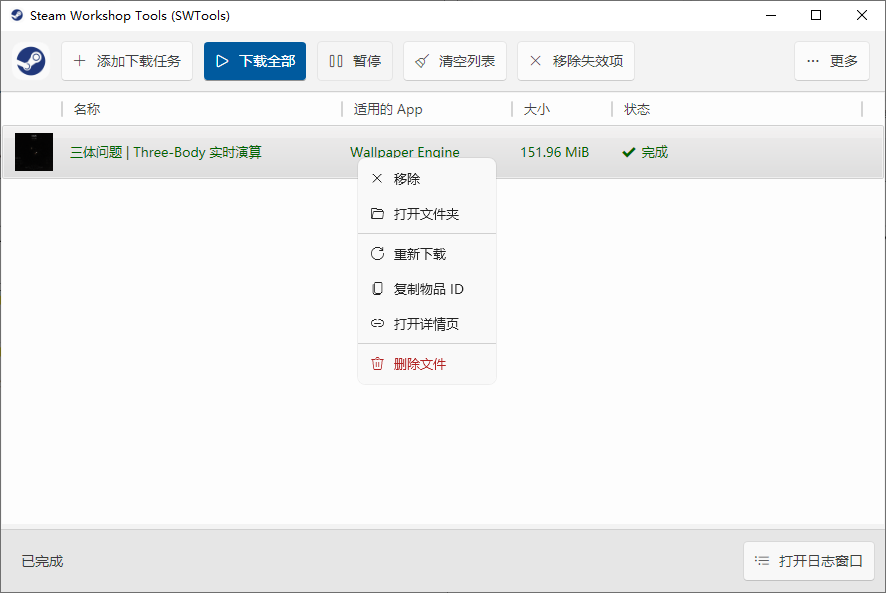 Steam Workshop Tools (SWTools)
添加下载任务 下载全部 暂停 清空列表 移除失效项 更多
名称 适用的 App 大小 状态
三体问题 | Three-Body 实时演算 Wallpaper Engine 151.96 MiB 完成
移除
打开文件夹
重新下载
复制物品 ID
打开详情页
删除文件
已完成 打开日志窗口